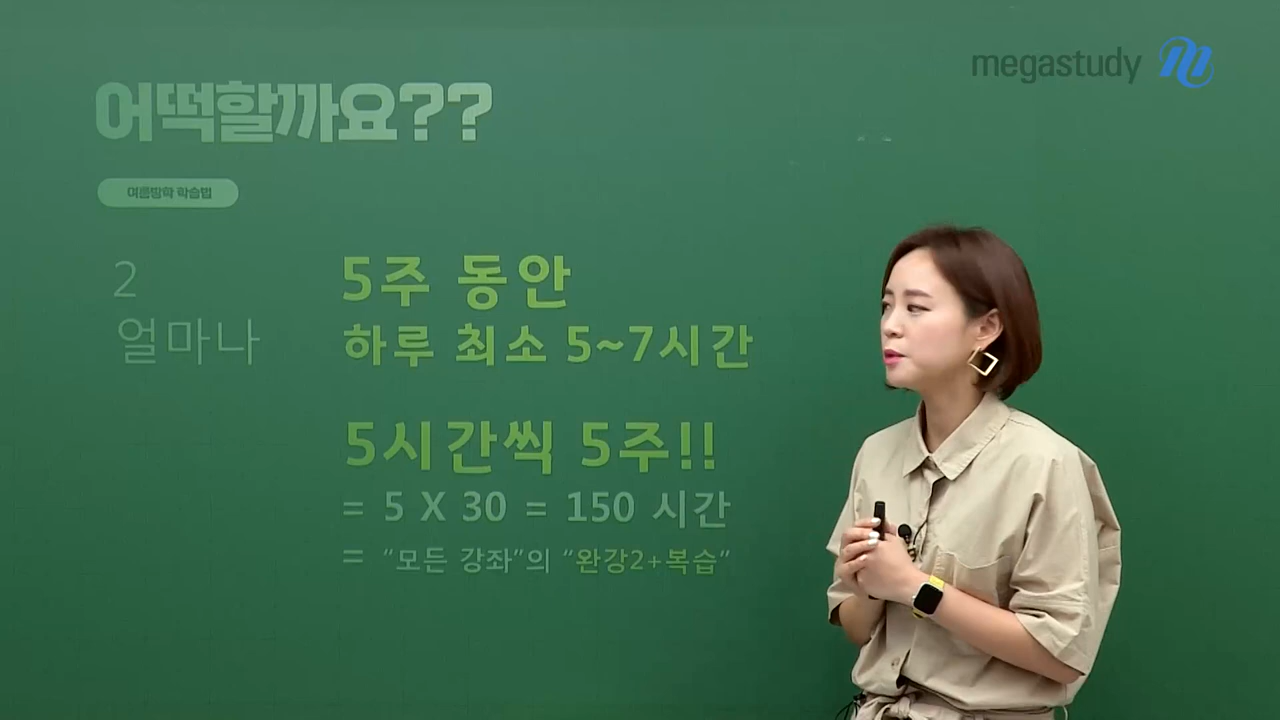 megastudy
어떡할까요??
여름방학 학습법
2
얼마나
5주 동안
하루 최소 5~7시간
5시간씩 5주!!
= 5 X 30 = 150 시간
= “모든 강좌”의 “완강2+복습”